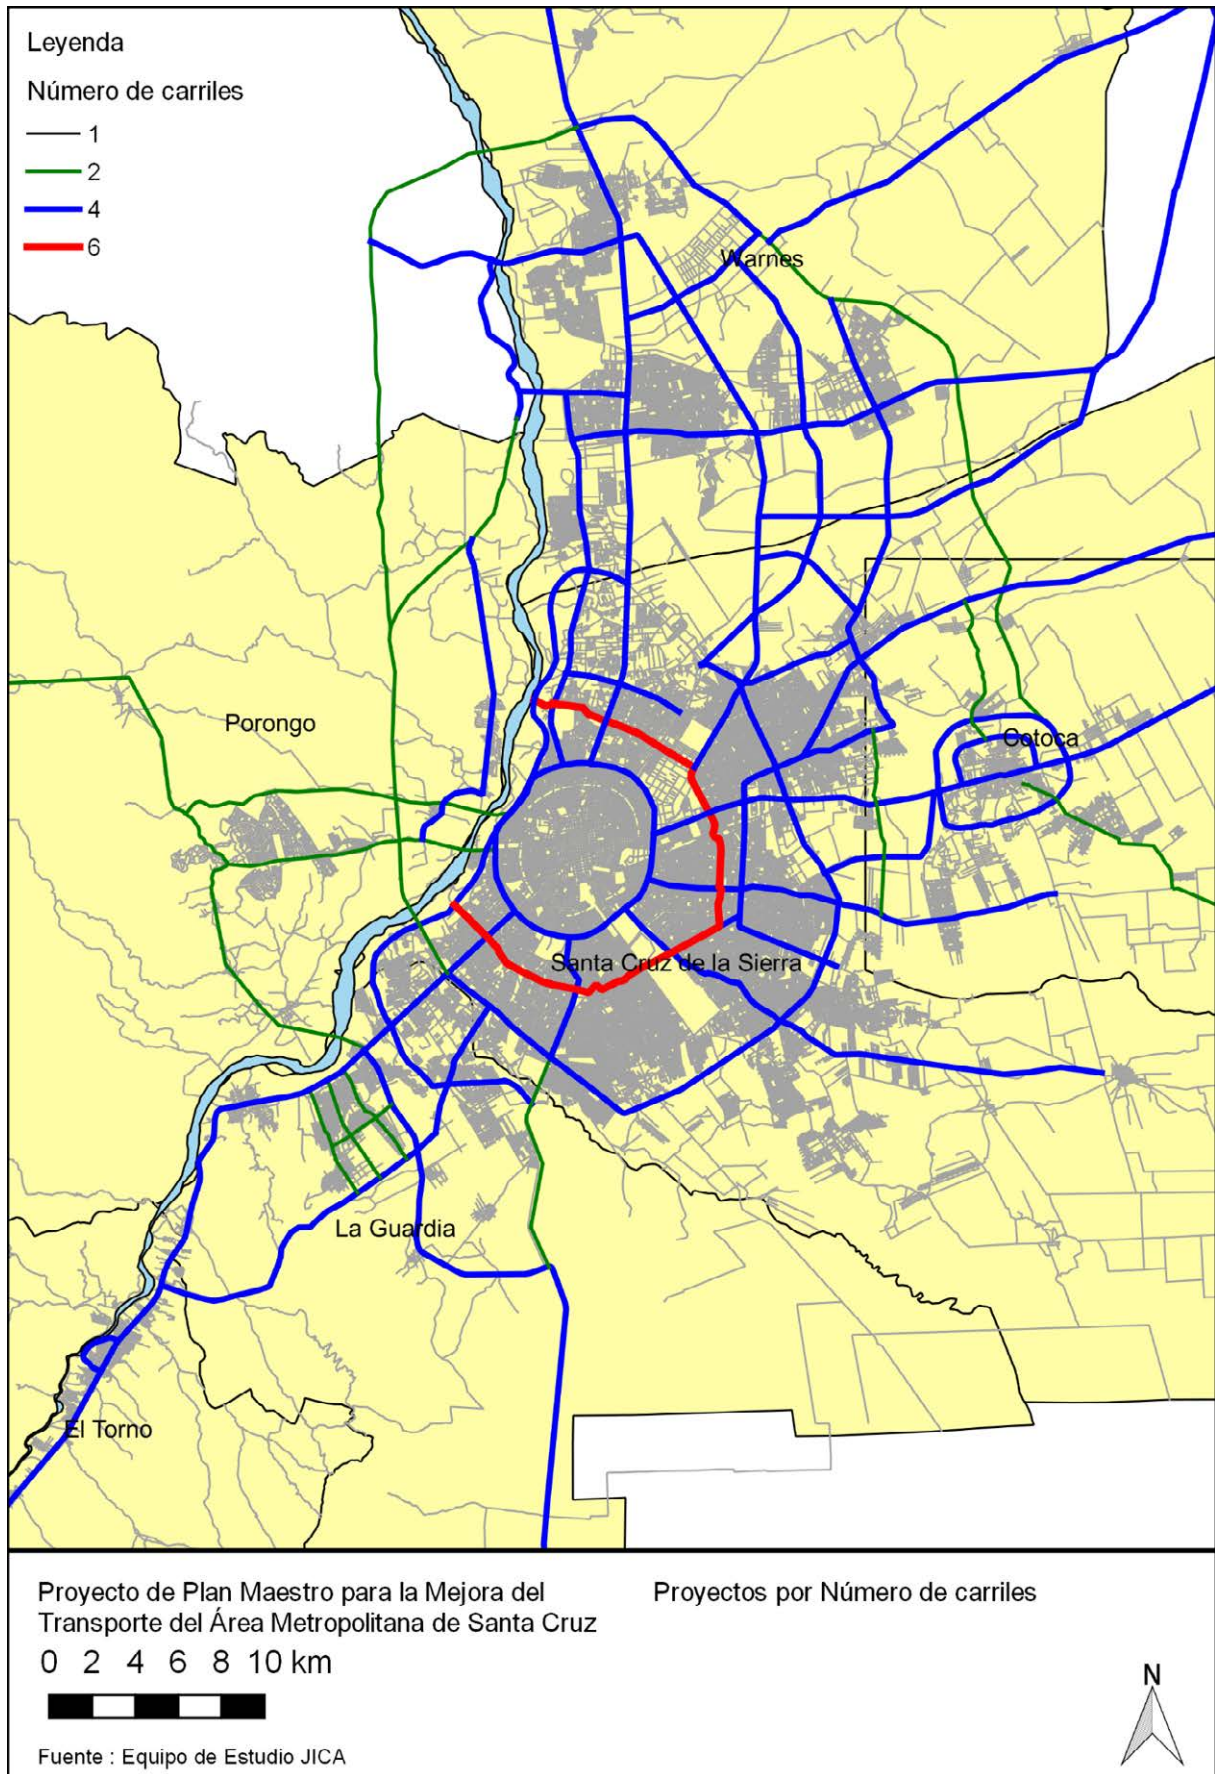 Leyenda
Número de carriles
1
2
4
6
Warnes
Porongo
Cotoca
Santa Cruz de la Sierra
La Guardia
El Torno
Proyecto de Plan Maestro para la Mejora del
Transporte del Área Metropolitana de Santa Cruz
Proyectos por Número de carriles
0 2 4 6 8 10 km
N
Fuente : Equipo de Estudio JICA